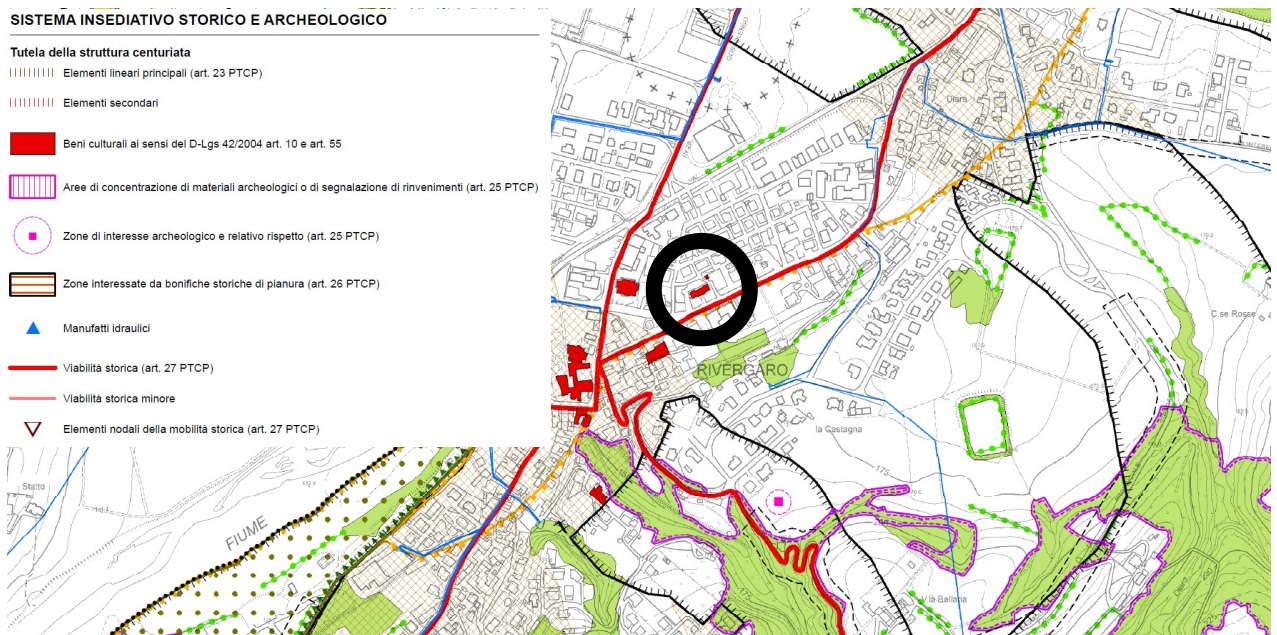 SISTEMA INSEDIATIVO STORICO E ARCHEOLOGICO
Tutela della struttura centuriata
Elementi lineari principali (art. 23 PTCP)
Elementi secondari
Beni culturali ai sensi del D-Lgs 42/2004 art. 10 e art. 55
Aree di concentrazione di materiali archeologici o di segnalazione di rinvenimenti (art. 25 PTCP)
Zone di interesse archeologico e relativo rispetto (art. 25 PTCP)
Zone interessate da bonifiche storiche di pianura (art. 26 PTCP)
Manufatti idraulici
Viabilità storica (art. 27 PTCP)
Viabilità storica minore
Elementi nodali della mobilità storica (art. 27 PTCP)
Diara
C.se Rosse
RIVERGARO
la Castagna
175
Statto
FIUME
V.la Bellaria